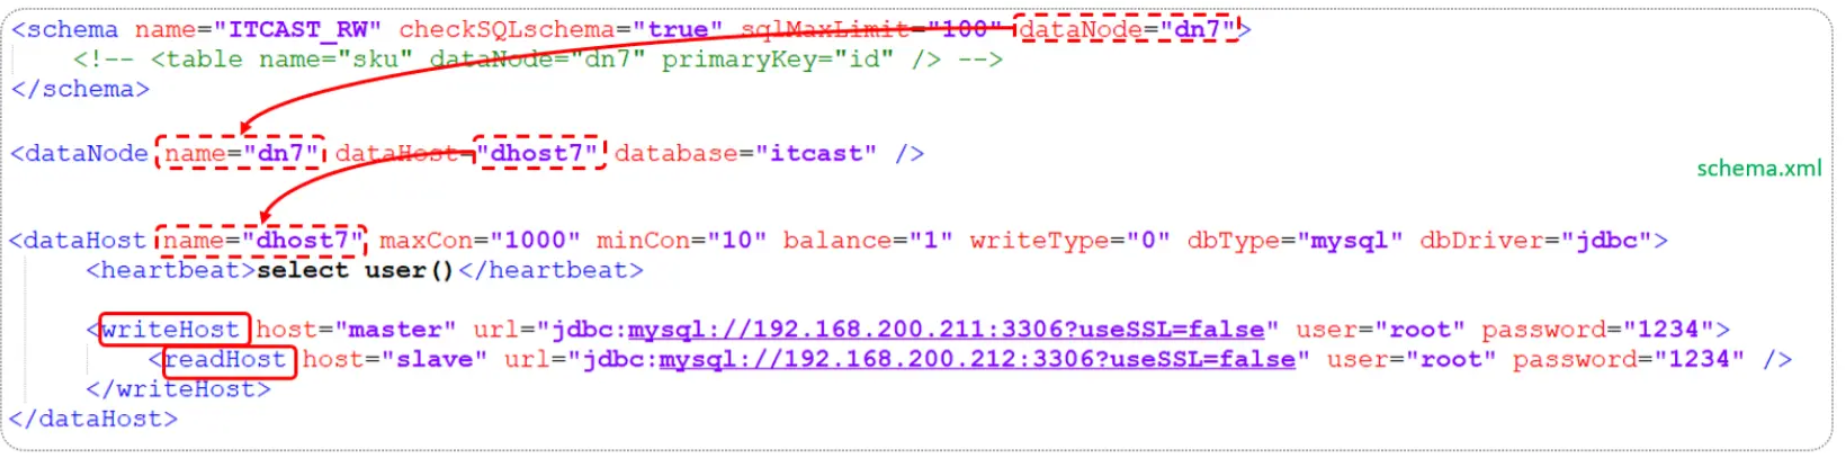 <schema name="ITCAST_RW" checkSQLschema="true" sqlMaxLimit="100" dataNode="dn7">
<!-- <table name="sku" dataNode="dn7" primaryKey="id" /> -->
</schema>
<dataNode name="dn7" dataHost="dhost7" database="itcast" />
schema.xml
<dataHost name="dhost7" maxCon="1000" minCon="10" balance="1" writeType="0" dbType="mysql" dbDriver="jdbc">
<heartbeat>select user()</heartbeat>
<writeHost host="master" url="jdbc:mysql://192.168.200.211:3306?useSSL=false" user="root" password="1234">
<readHost host="slave" url="jdbc:mysql://192.168.200.212:3306?useSSL=false" user="root" password="1234" />
</writeHost>
</dataHost>